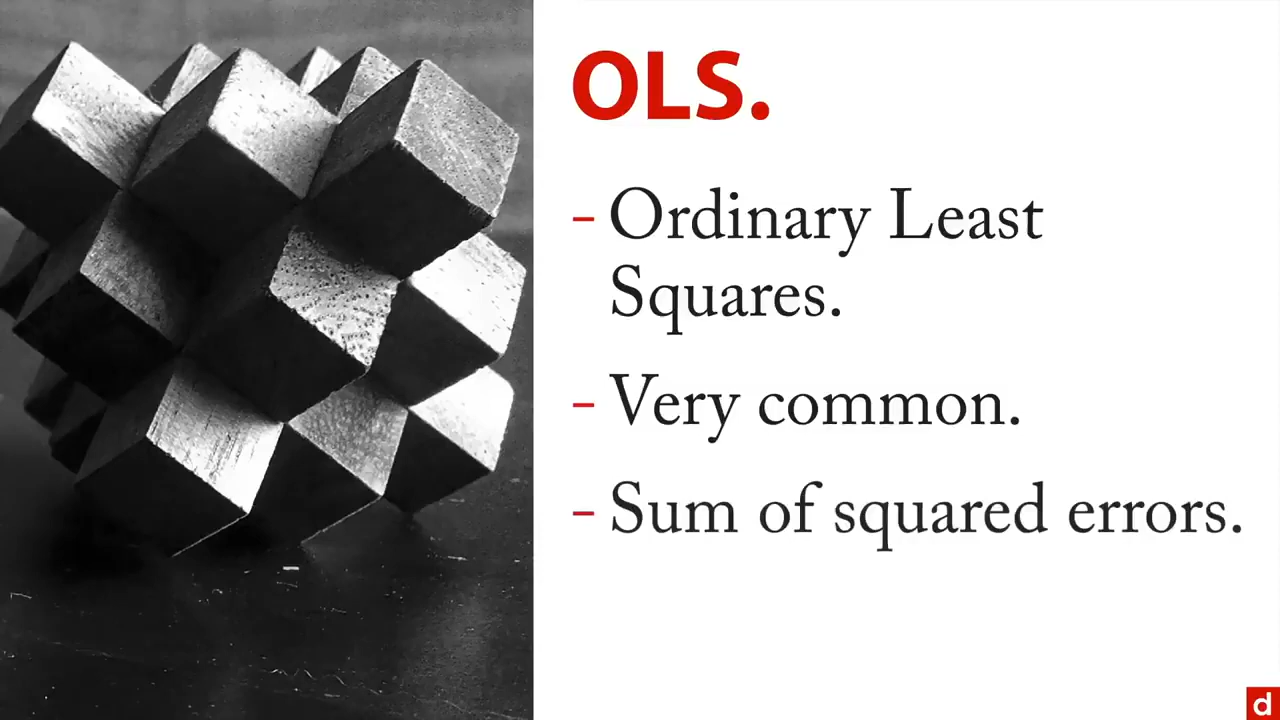 OLS.
- Ordinary Least
Squares.
- Very common.
- Sum of squared errors.
d